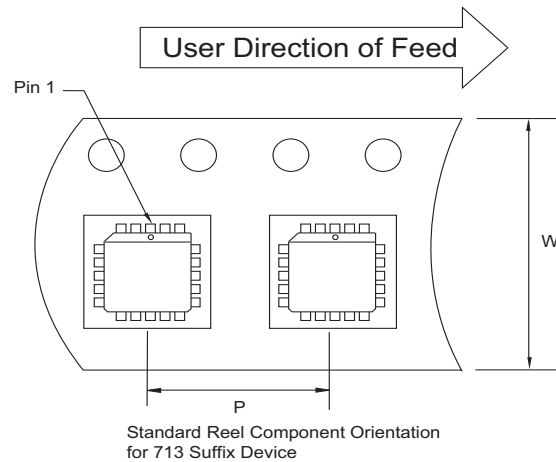 User Direction of Feed
Pin 1
W
P
Standard Reel Component Orientation
for 713 Suffix Device